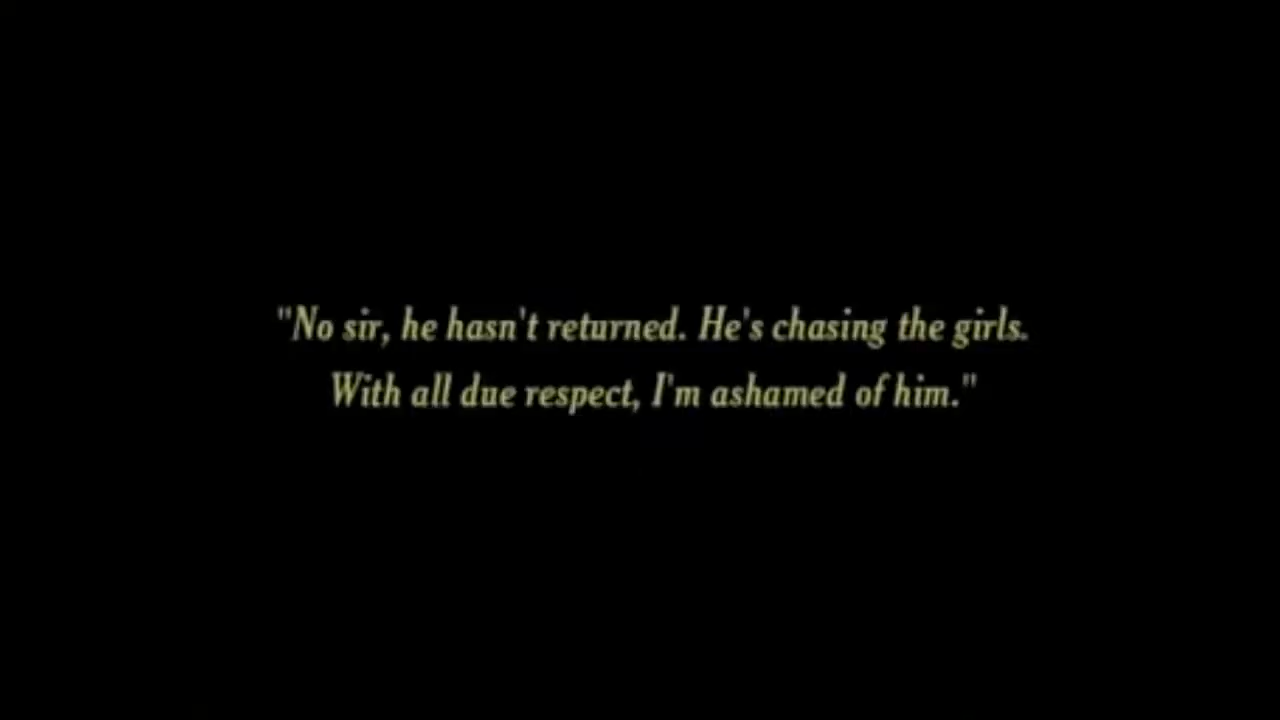 "No sir, he hasn't returned. He's chasing the girls.
With all due respect, I'm ashamed of him."